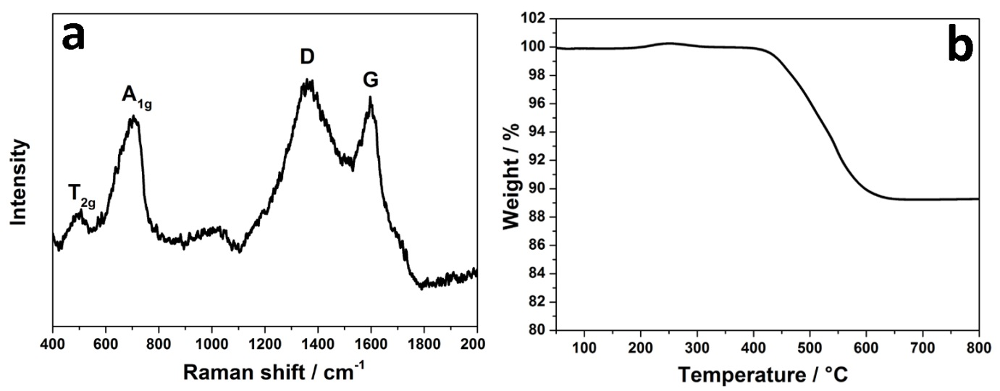 a
T2g
A1g
D
G
Intensity
400 600 800 1000 1200 1400 1600 1800 200
Raman shift / cm-1
b
102
100
98
96
94
92
90
88
86
84
82
80
Weight / %
100 200 300 400 500 600 700 800
Temperature / °C